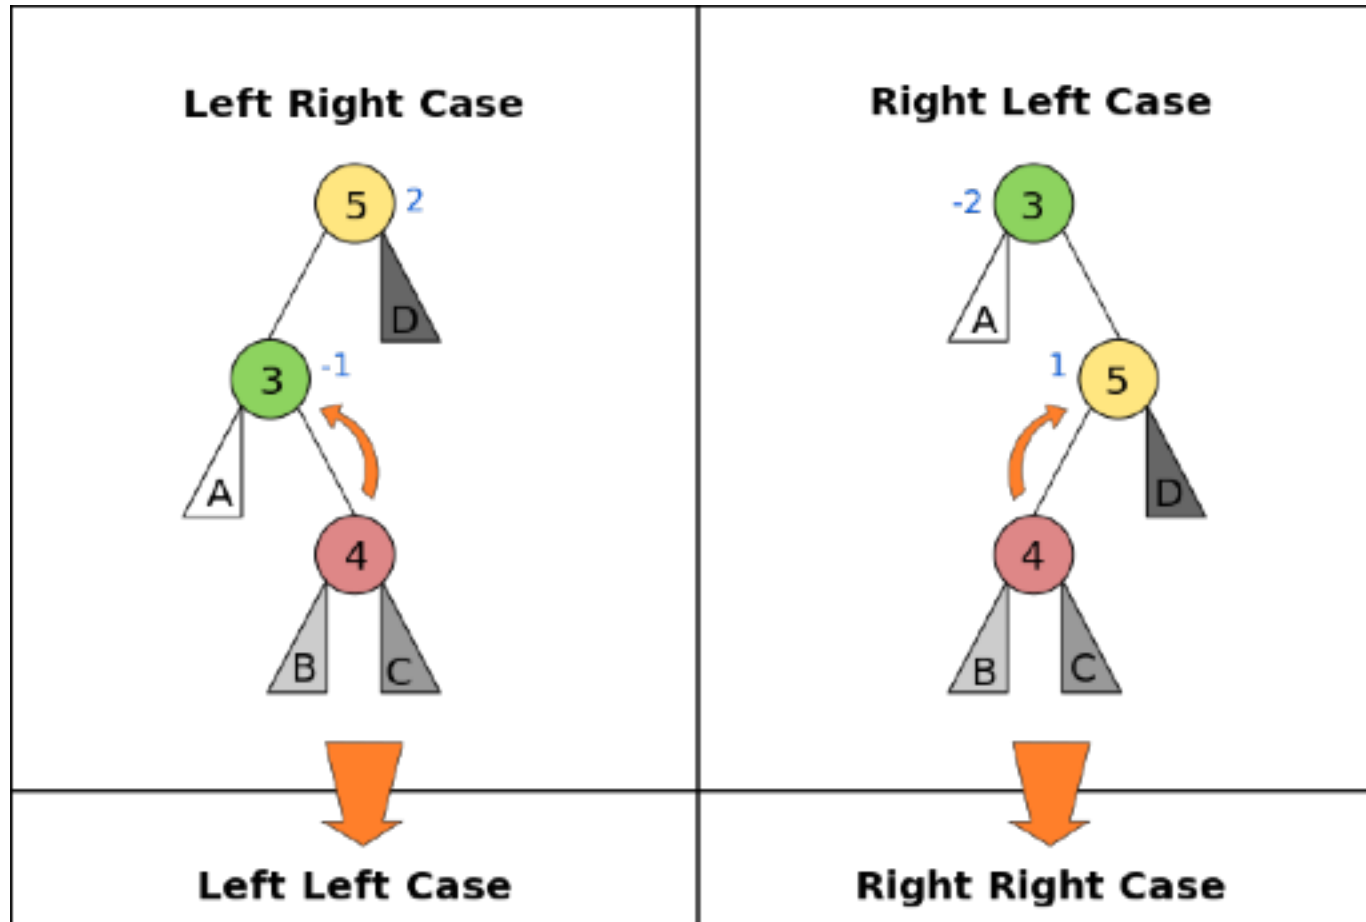 Left Right Case
5 2
D
3 -1
A
4
B C
Right Left Case
-2 3
A
1 5
D
4
B C
Left Left Case
Right Right Case